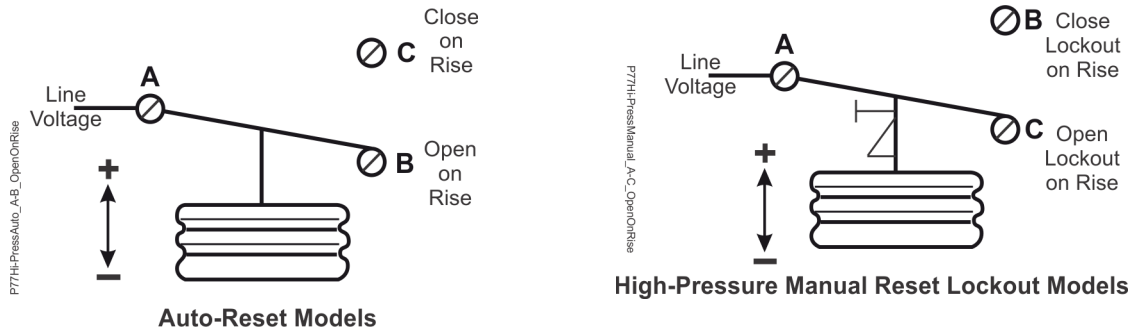 P77Hi-PressAuto_A-B_OpenOnRise
Line
Voltage
A
C
Close
on
Rise
B
Open
on
Rise
+
−
Auto-Reset Models
P77Hi-PressManual_A-C_OpenOnRise
Line
Voltage
A
B
Close
Lockout
on Rise
C
Open
Lockout
on Rise
+
−
High-Pressure Manual Reset Lockout Models